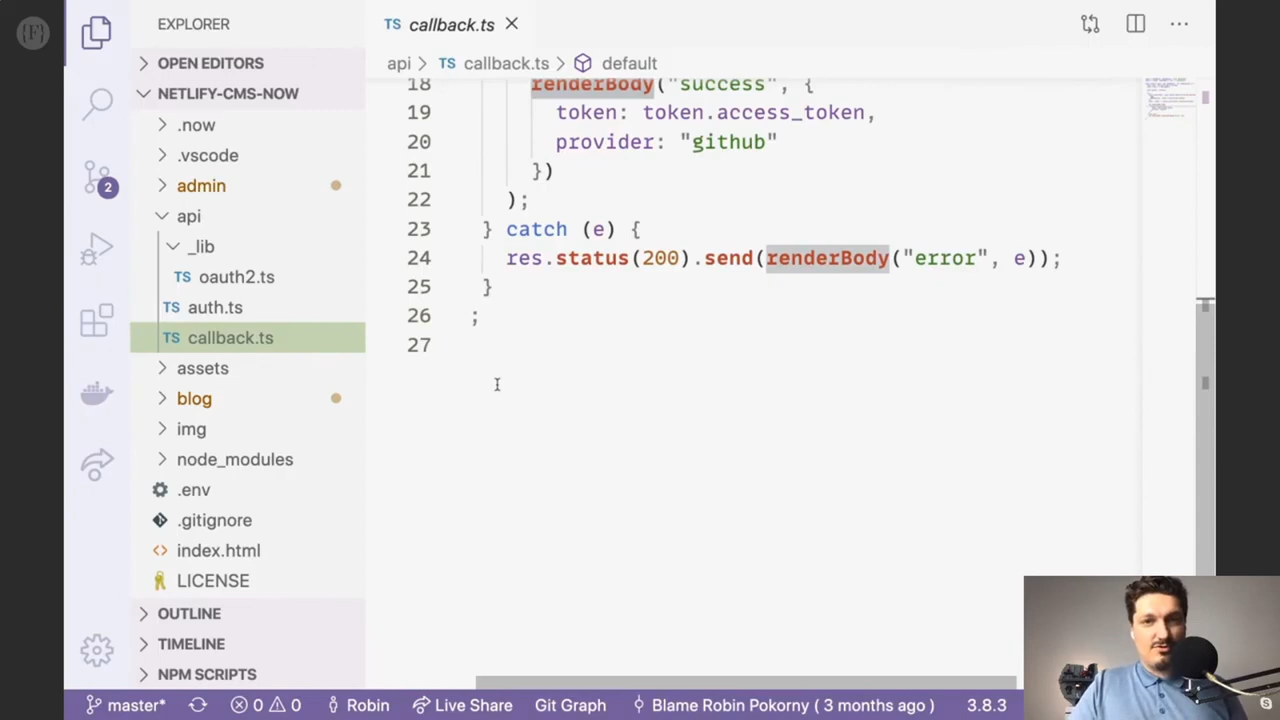 {F}
EXPLORER
TS callback.ts
OPEN EDITORS
api > TS callback.ts > default
NETLIFY-CMS-NOW
.now
.vscode
admin
api
_lib
TS oauth2.ts
TS auth.ts
TS callback.ts
assets
blog
img
node_modules
.env
.gitignore
index.html
LICENSE
OUTLINE
TIMELINE
NPM SCRIPTS
2
18 renderBody("success", {
19 token: token.access_token,
20 provider: "github"
21 })
22 );
23 } catch (e) {
24 res.status(200).send(renderBody("error", e));
25 }
26 ;
27
master* 0 0 Robin Live Share Git Graph Blame Robin Pokorny ( 3 months ago ) 3.8.3